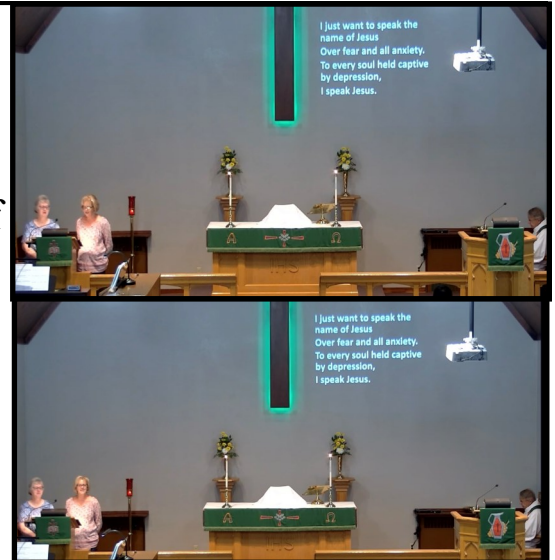 I just want to speak the
name of Jesus
Over fear and all anxiety.
To every soul held captive
by depression,
I speak Jesus.
Α
Ω
I just want to speak the
name of Jesus
Over fear and all anxiety.
To every soul held captive
by depression,
I speak Jesus.
Α
Ω